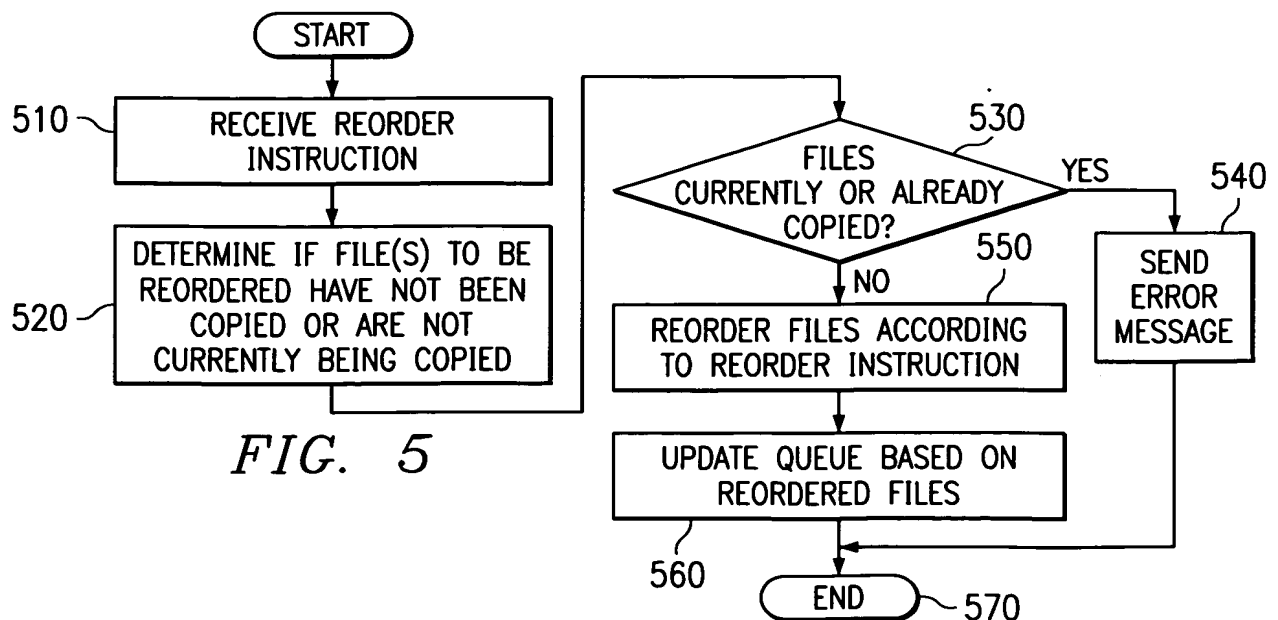 START
510
RECEIVE REORDER
INSTRUCTION
520
DETERMINE IF FILE(S) TO BE
REORDERED HAVE NOT BEEN
COPIED OR ARE NOT
CURRENTLY BEING COPIED
FIG. 5
530
FILES
CURRENTLY OR ALREADY
COPIED?
YES
540
SEND
ERROR
MESSAGE
NO
550
REORDER FILES ACCORDING
TO REORDER INSTRUCTION
UPDATE QUEUE BASED ON
REORDERED FILES
560
END
570